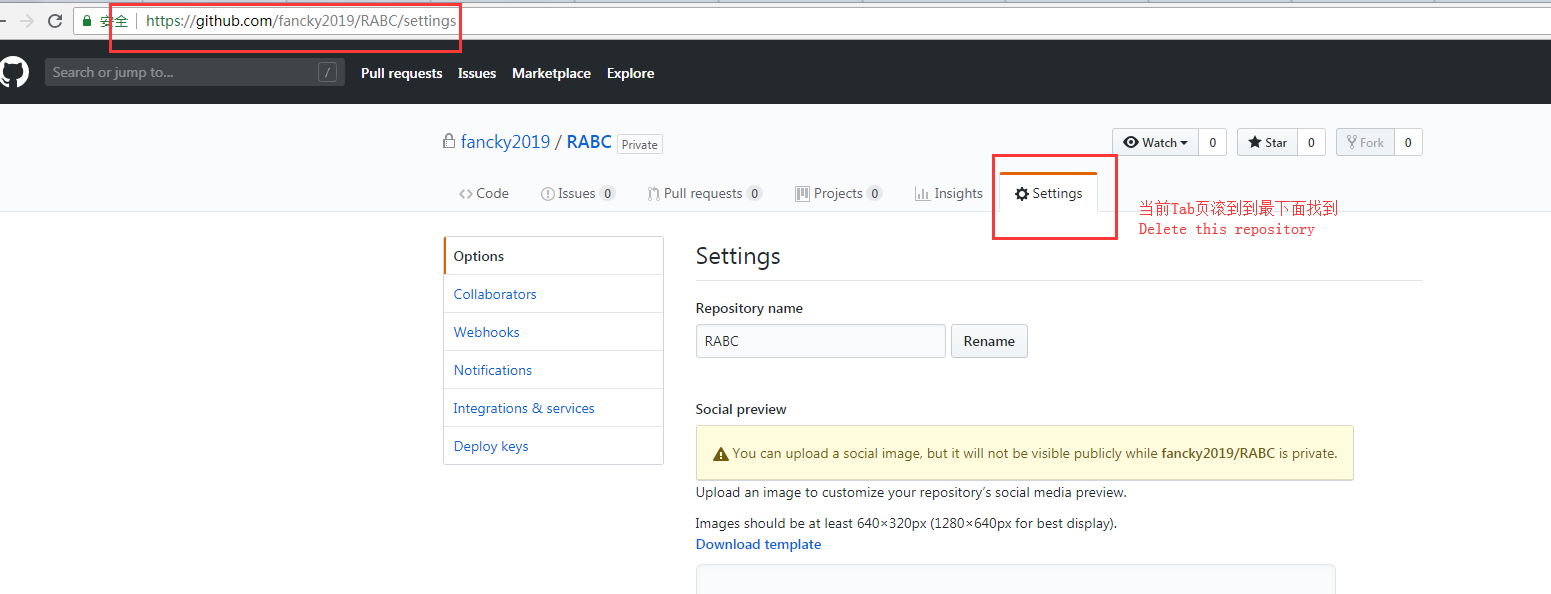 安全 https://github.com/fancky2019/RABC/settings
Search or jump to... / Pull requests Issues Marketplace Explore
fancky2019 / RABC Private Watch 0 Star 0 Fork 0
Code Issues 0 Pull requests 0 Projects 0 Insights Settings
当前Tab页滚到到最下面找到
Delete this repository
Options
Collaborators
Webhooks
Notifications
Integrations & services
Deploy keys
Settings
Repository name
RABC Rename
Social preview
You can upload a social image, but it will not be visible publicly while fancky2019/RABC is private.
Upload an image to customize your repository’s social media preview.
Images should be at least 640×320px (1280×640px for best display).
Download template